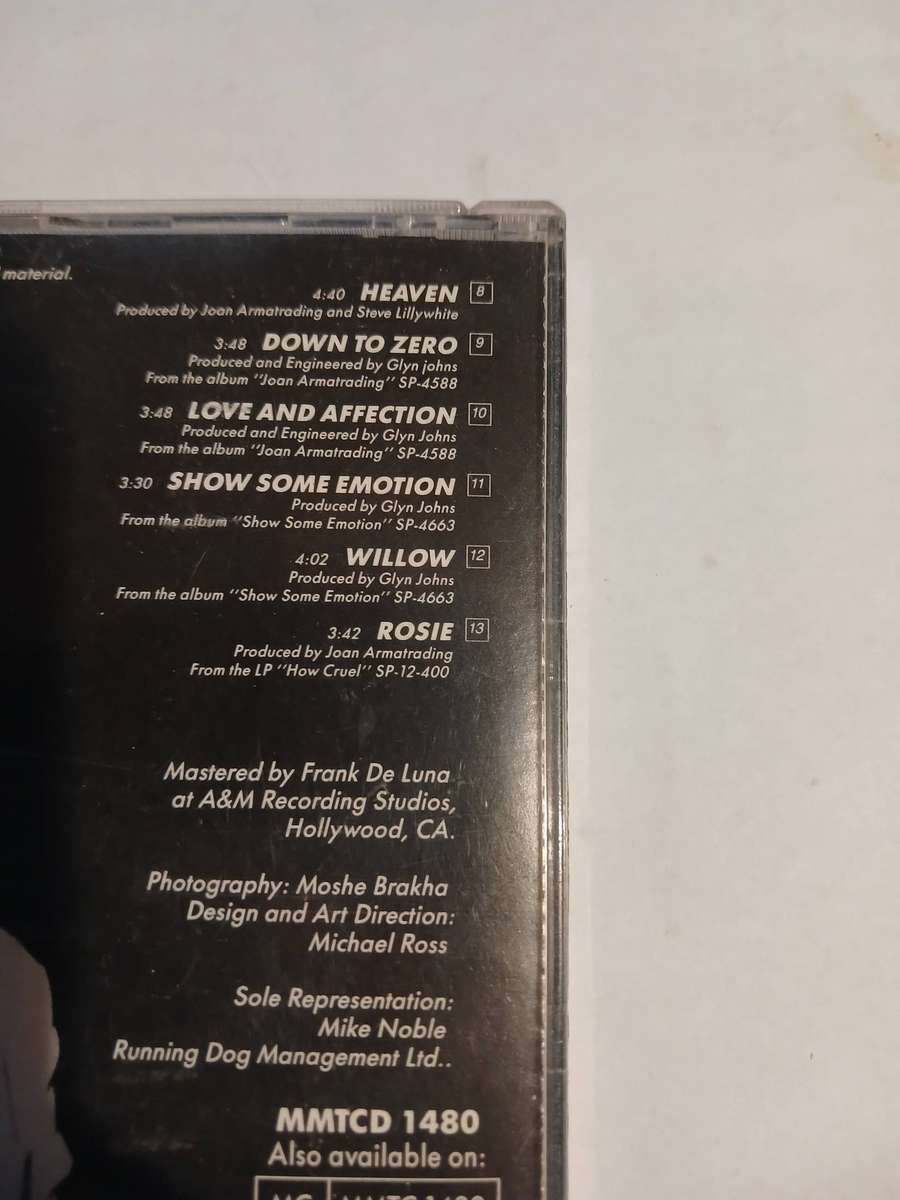 material.
4:40 HEAVEN 8
Produced by Joan Armatrading and Steve Lillywhite
3:48 DOWN TO ZERO 9
Produced and Engineered by Glyn johns
From the album "Joan Armatrading" SP-4588
3:48 LOVE AND AFFECTION 10
Produced and Engineered by Glyn Johns
From the album "Joan Armatrading" SP-4588
3:30 SHOW SOME EMOTION 11
Produced by Glyn Johns
From the album "Show Some Emotion" SP-4663
4:02 WILLOW 12
Produced by Glyn Johns
From the album "Show Some Emotion" SP-4663
3:42 ROSIE 13
Produced by Joan Armatrading
From the LP "How Cruel" SP-12-400
Mastered by Frank De Luna
at A&M Recording Studios,
Hollywood, CA.
Photography: Moshe Brakha
Design and Art Direction:
Michael Ross
Sole Representation:
Mike Noble
Running Dog Management Ltd..
MMTCD 1480
Also available on:
MC MMTC 1480